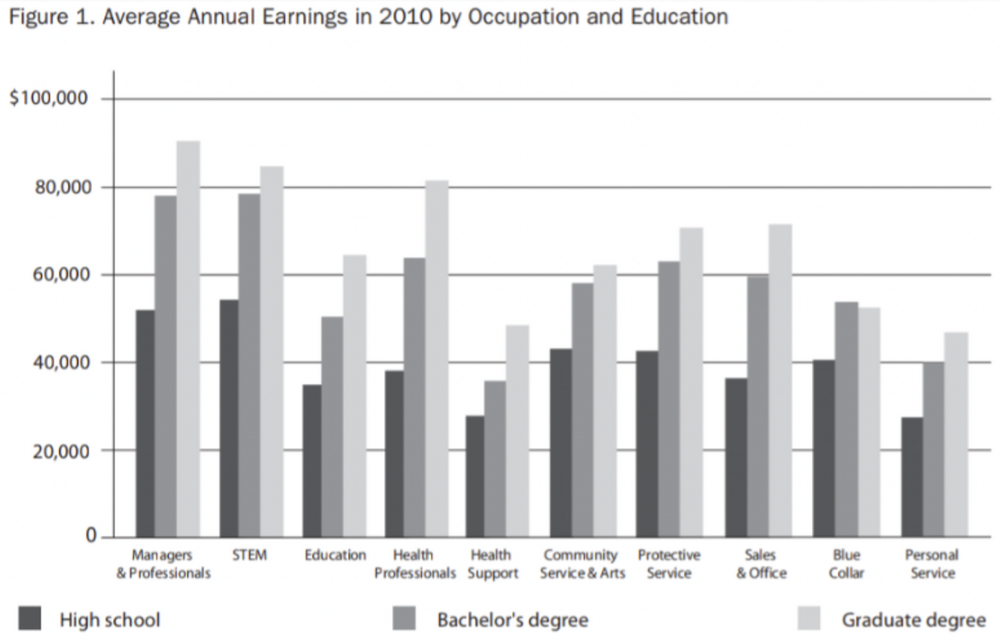 Figure 1. Average Annual Earnings in 2010 by Occupation and Education
$100,000
80,000
60,000
40,000
20,000
0
Managers
& Professionals
STEM
Education
Health
Professionals
Health
Support
Community
Service & Arts
Protective
Service
Sales
& Office
Blue
Collar
Personal
Service
High school
Bachelor's degree
Graduate degree